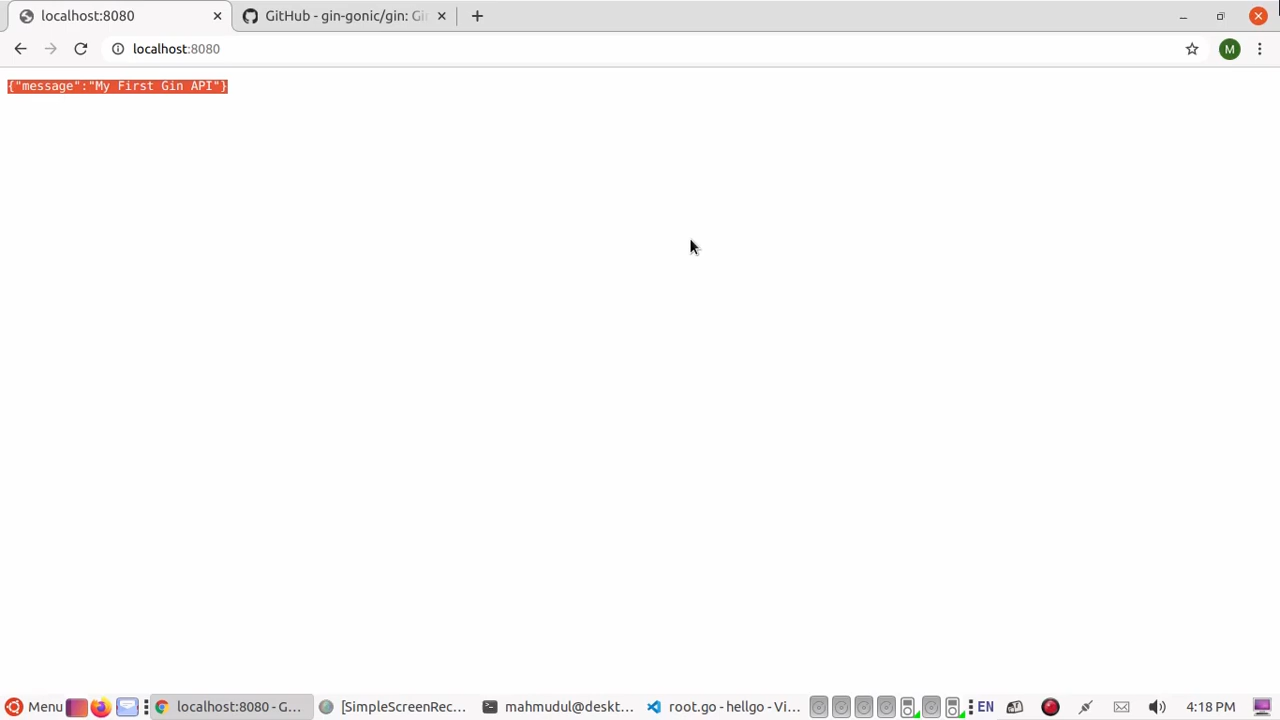 localhost:8080
GitHub - gin-gonic/gin: Gi
localhost:8080
M
{"message":"My First Gin API"}
Menu
localhost:8080 - G...
[SimpleScreenRec...
mahmudul@deskt...
root.go - hellgo - Vi...
EN
4:18 PM